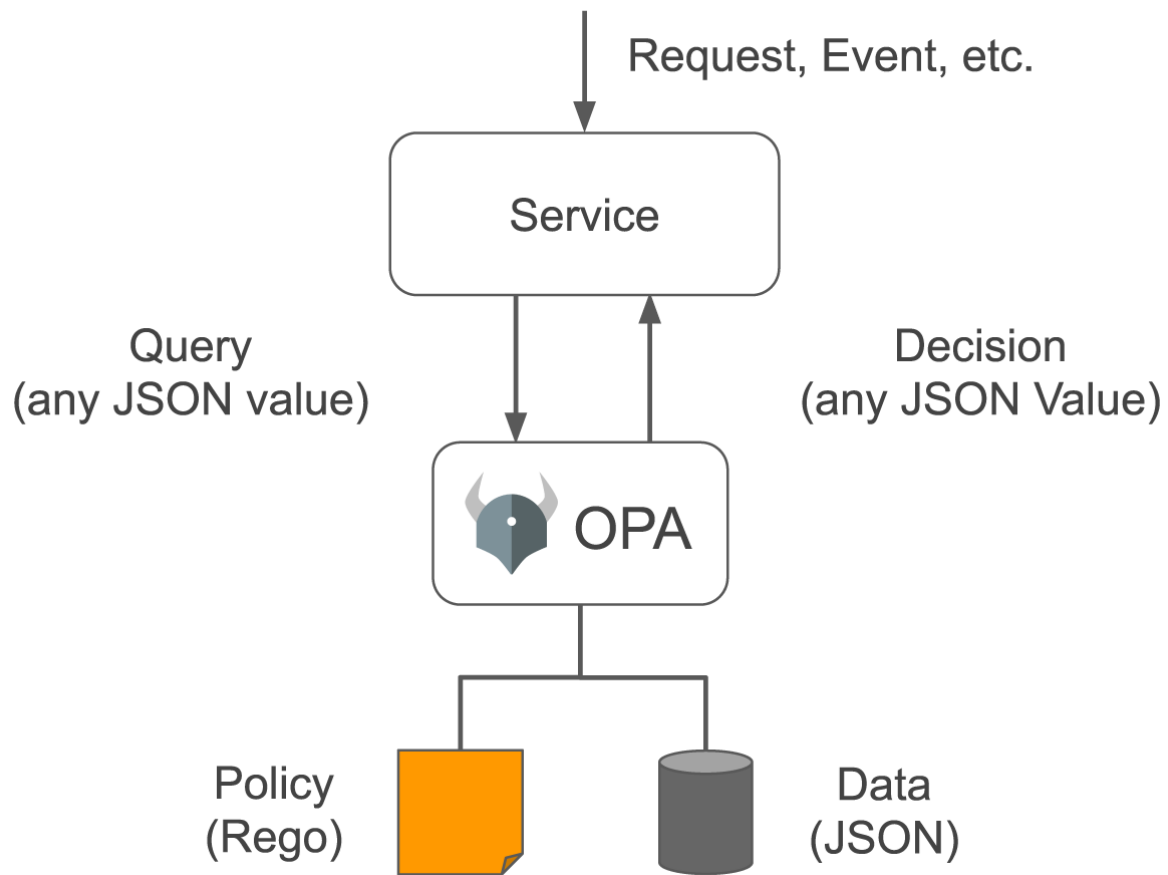 Request, Event, etc.
Service
Query
(any JSON value)
Decision
(any JSON Value)
OPA
Policy
(Rego)
Data
(JSON)